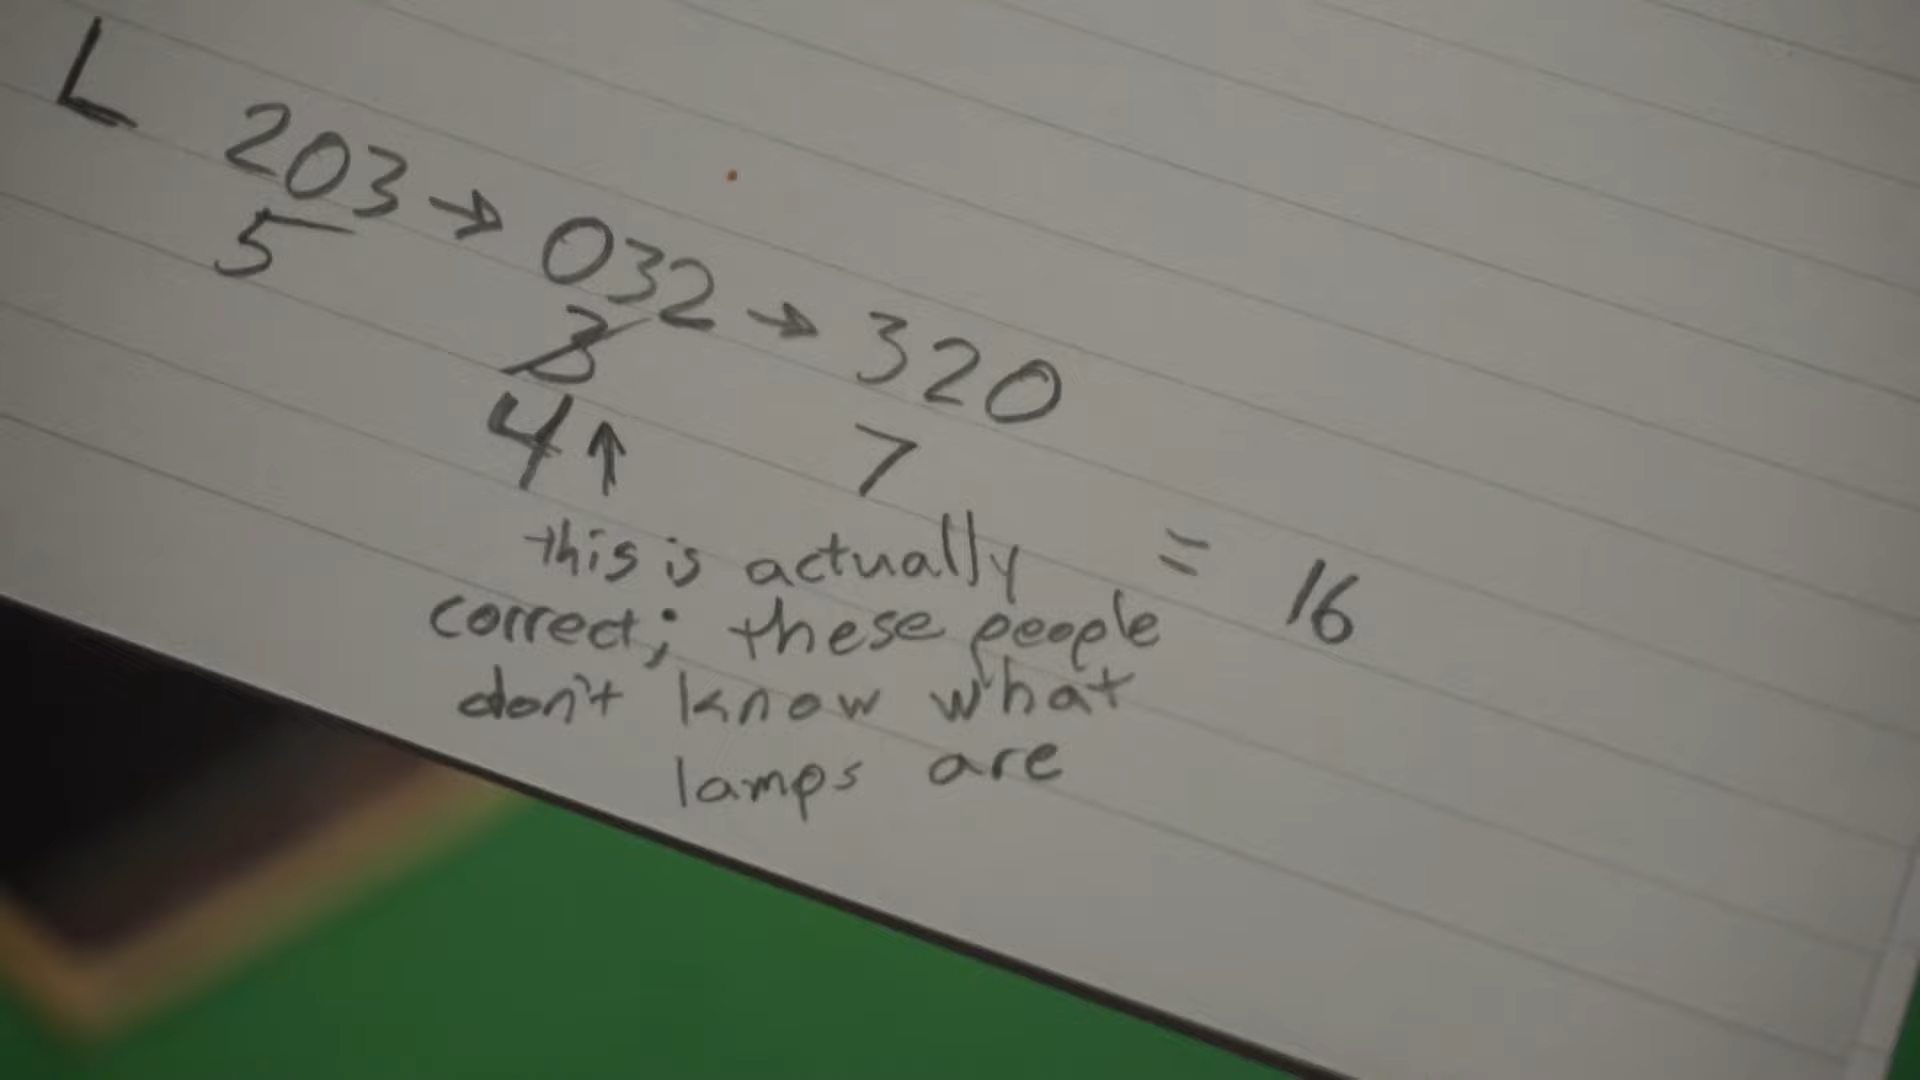 L
203 → 032 → 320
5 3 7
4 ↑
this is actually
correct; these people
don't know what
lamps are
= 16